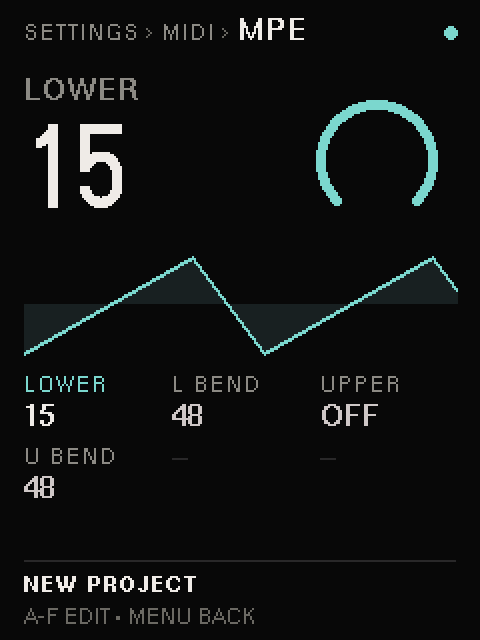 SETTINGS › MIDI › MPE
LOWER
15
LOWER L BEND UPPER
15 48 OFF
U BEND — —
48
NEW PROJECT
A-F EDIT · MENU BACK